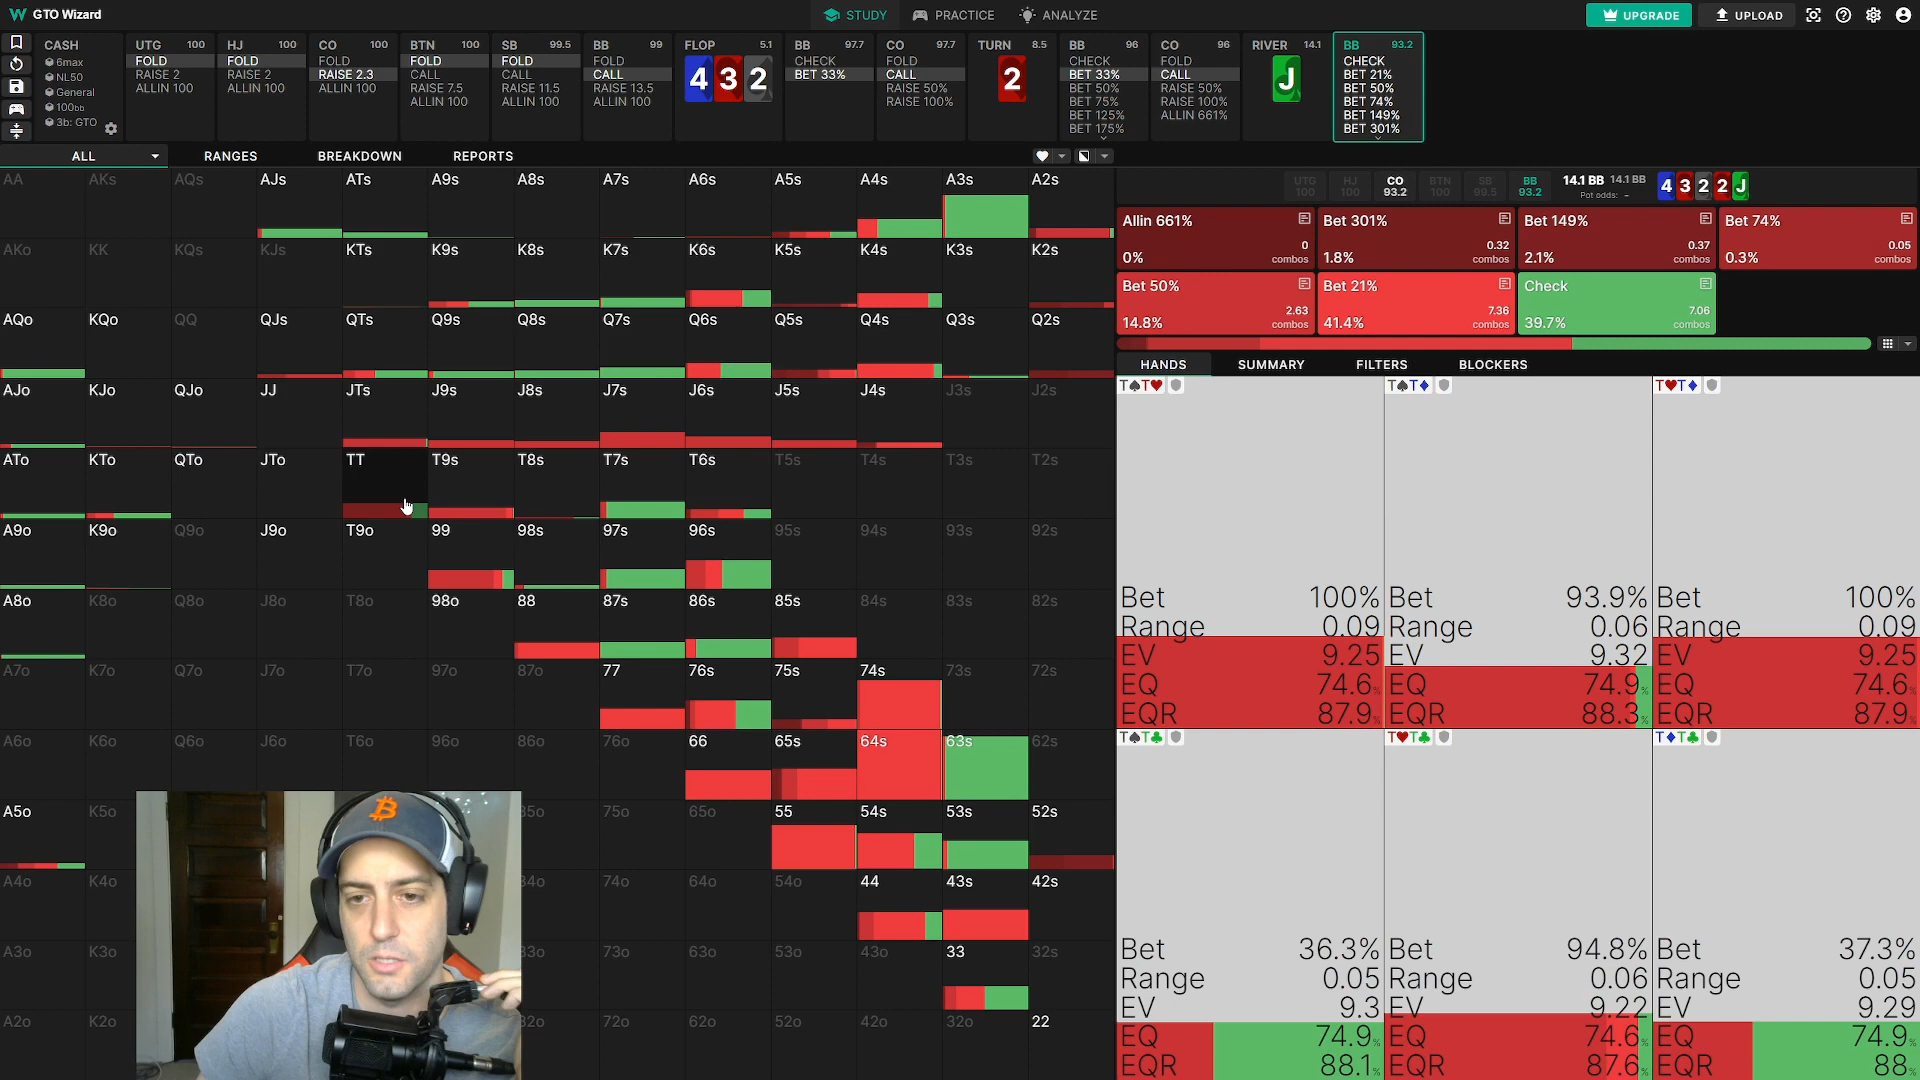 GTO Wizard
STUDY
PRACTICE
ANALYZE
UPGRADE
UPLOAD
CASH
6max
NL50
General
100bb
3b: GTO
UTG 100
FOLD
RAISE 2
ALLIN 100
HJ 100
FOLD
RAISE 2
ALLIN 100
CO 100
FOLD
RAISE 2.3
ALLIN 100
BTN 100
FOLD
CALL
RAISE 7.5
ALLIN 100
SB 99.5
FOLD
CALL
RAISE 11.5
ALLIN 100
BB 99
FOLD
CALL
RAISE 13.5
ALLIN 100
FLOP 5.1
4 3 2
BB 97.7
CHECK
BET 33%
CO 97.7
FOLD
CALL
RAISE 50%
RAISE 100%
TURN 8.5
2
BB 96
CHECK
BET 33%
BET 50%
BET 75%
BET 125%
BET 175%
CO 96
FOLD
CALL
RAISE 50%
RAISE 100%
ALLIN 661%
RIVER 14.1
J
BB 93.2
CHECK
BET 21%
BET 50%
BET 74%
BET 149%
BET 301%
ALL RANGES BREAKDOWN REPORTS
AA AKs AQs AJs ATs A9s A8s A7s A6s A5s A4s A3s A2s
AKo KK KQs KJs KTs K9s K8s K7s K6s K5s K4s K3s K2s
AQo KQo QQ QJs QTs Q9s Q8s Q7s Q6s Q5s Q4s Q3s Q2s
AJo KJo QJo JJ JTs J9s J8s J7s J6s J5s J4s J3s J2s
ATo KTo QTo JTo TT T9s T8s T7s T6s T5s T4s T3s T2s
A9o K9o Q9o J9o T9o 99 98s 97s 96s 95s 94s 93s 92s
A8o K8o Q8o J8o T8o 98o 88 87s 86s 85s 84s 83s 82s
A7o K7o Q7o J7o T7o 97o 87o 77 76s 75s 74s 73s 72s
A6o K6o Q6o J6o T6o 96o 86o 76o 66 65s 64s 63s 62s
A5o K5o 85o 75o 65o 55 54s 53s 52s
A4o K4o 84o 74o 64o 54o 44 43s 42s
A3o K3o 83o 73o 63o 53o 43o 33 32s
A2o K2o 82o 72o 62o 52o 42o 32o 22
UTG 100
HJ 100
CO 93.2
BTN 100
SB 99.5
BB 93.2
14.1 BB 14.1 BB
Pot odds: –
4 3 2 2 J
Allin 661%
0
0% combos
Bet 301%
0.32
1.8% combos
Bet 149%
0.37
2.1% combos
Bet 74%
0.05
0.3% combos
Bet 50%
2.63
14.8% combos
Bet 21%
7.36
41.4% combos
Check
7.06
39.7% combos
HANDS SUMMARY FILTERS BLOCKERS
T♠T♥
Bet 100%
Range 0.09
EV 9.25
EQ 74.6%
EQR 87.9%
T♠T♦
Bet 93.9%
Range 0.06
EV 9.32
EQ 74.9%
EQR 88.3%
T♥T♦
Bet 100%
Range 0.09
EV 9.25
EQ 74.6%
EQR 87.9%
T♠T♣
Bet 36.3%
Range 0.05
EV 9.3
EQ 74.9%
EQR 88.1%
T♥T♣
Bet 94.8%
Range 0.06
EV 9.22
EQ 74.6%
EQR 87.6%
T♦T♣
Bet 37.3%
Range 0.05
EV 9.29
EQ 74.9%
EQR 88%